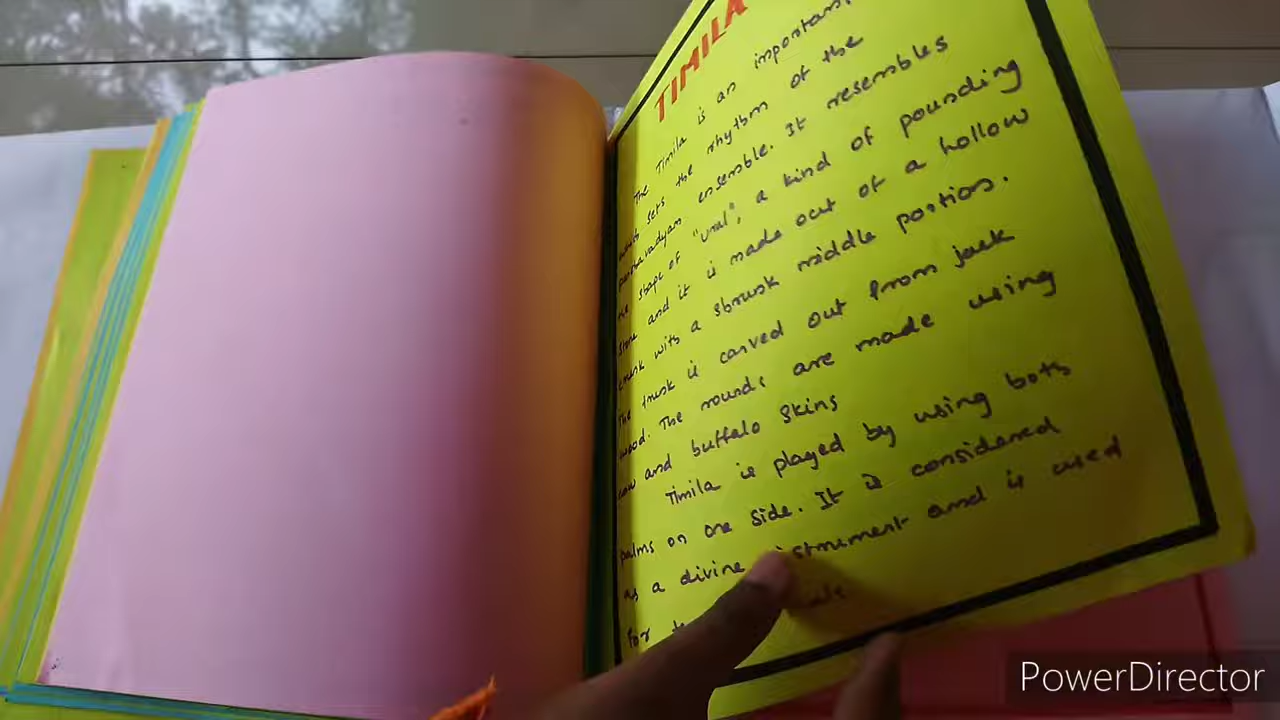 TIMILA
The Timila is an important
which sets the rhythm of the
panchavadyam ensemble. It resembles
the shape of "ural", a kind of pounding
stone and it is made out of a hollow
trunk with a shrunk middle portion.
The trunk is carved out from jack
wood. The rounds are made using
cow and buffalo skins
Timila is played by using both
palms on one side. It is considered
as a divine instrument and is used
For
PowerDirector